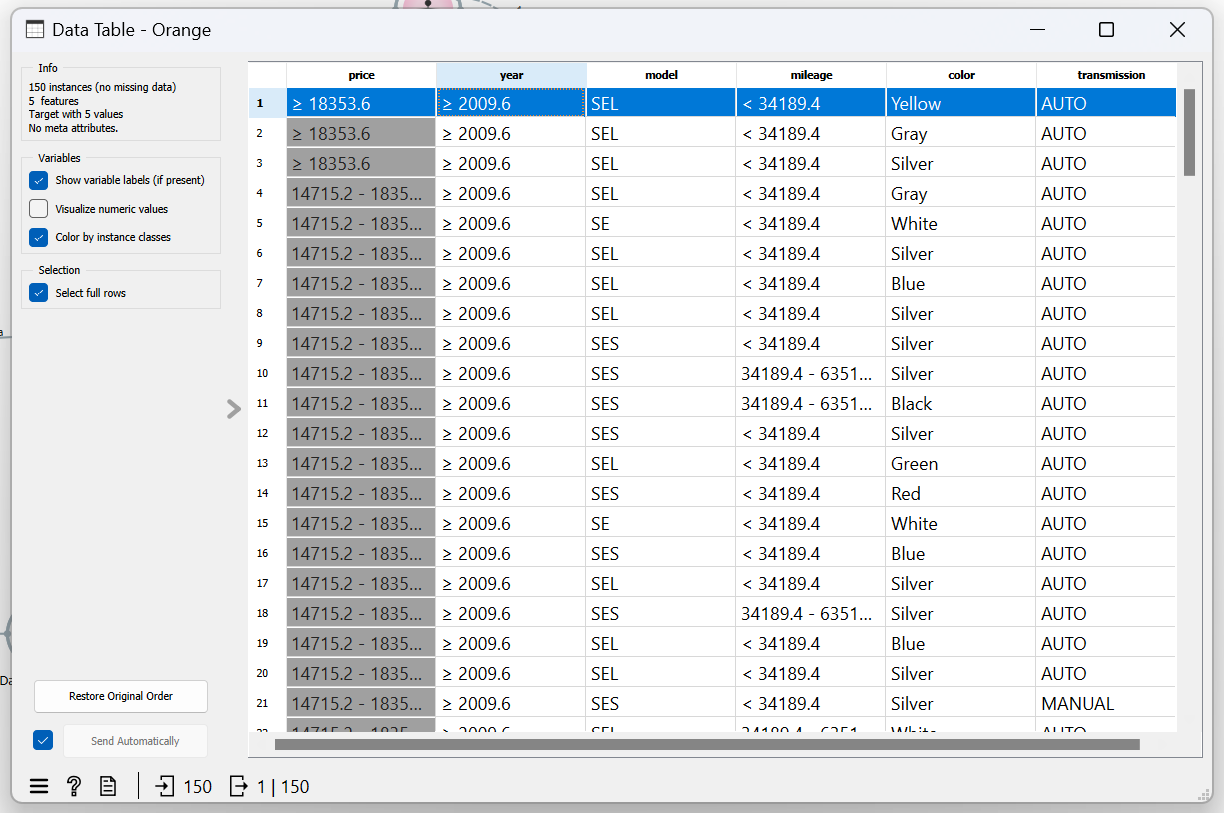 Data Table - Orange
Info
150 instances (no missing data)
5 features
Target with 5 values
No meta attributes.
Variables
Show variable labels (if present)
Visualize numeric values
Color by instance classes
Selection
Select full rows
Restore Original Order
Send Automatically
150
1 | 150
price year model mileage color transmission
1 ≥ 18353.6 ≥ 2009.6 SEL < 34189.4 Yellow AUTO
2 ≥ 18353.6 ≥ 2009.6 SEL < 34189.4 Gray AUTO
3 ≥ 18353.6 ≥ 2009.6 SEL < 34189.4 Silver AUTO
4 14715.2 - 1835... ≥ 2009.6 SEL < 34189.4 Gray AUTO
5 14715.2 - 1835... ≥ 2009.6 SE < 34189.4 White AUTO
6 14715.2 - 1835... ≥ 2009.6 SEL < 34189.4 Silver AUTO
7 14715.2 - 1835... ≥ 2009.6 SEL < 34189.4 Blue AUTO
8 14715.2 - 1835... ≥ 2009.6 SEL < 34189.4 Silver AUTO
9 14715.2 - 1835... ≥ 2009.6 SES < 34189.4 Silver AUTO
10 14715.2 - 1835... ≥ 2009.6 SES 34189.4 - 6351... Silver AUTO
11 14715.2 - 1835... ≥ 2009.6 SES 34189.4 - 6351... Black AUTO
12 14715.2 - 1835... ≥ 2009.6 SES < 34189.4 Silver AUTO
13 14715.2 - 1835... ≥ 2009.6 SEL < 34189.4 Green AUTO
14 14715.2 - 1835... ≥ 2009.6 SES < 34189.4 Red AUTO
15 14715.2 - 1835... ≥ 2009.6 SE < 34189.4 White AUTO
16 14715.2 - 1835... ≥ 2009.6 SES < 34189.4 Blue AUTO
17 14715.2 - 1835... ≥ 2009.6 SEL < 34189.4 Silver AUTO
18 14715.2 - 1835... ≥ 2009.6 SES 34189.4 - 6351... Silver AUTO
19 14715.2 - 1835... ≥ 2009.6 SEL < 34189.4 Blue AUTO
20 14715.2 - 1835... ≥ 2009.6 SEL < 34189.4 Silver AUTO
21 14715.2 - 1835... ≥ 2009.6 SES < 34189.4 Silver MANUAL